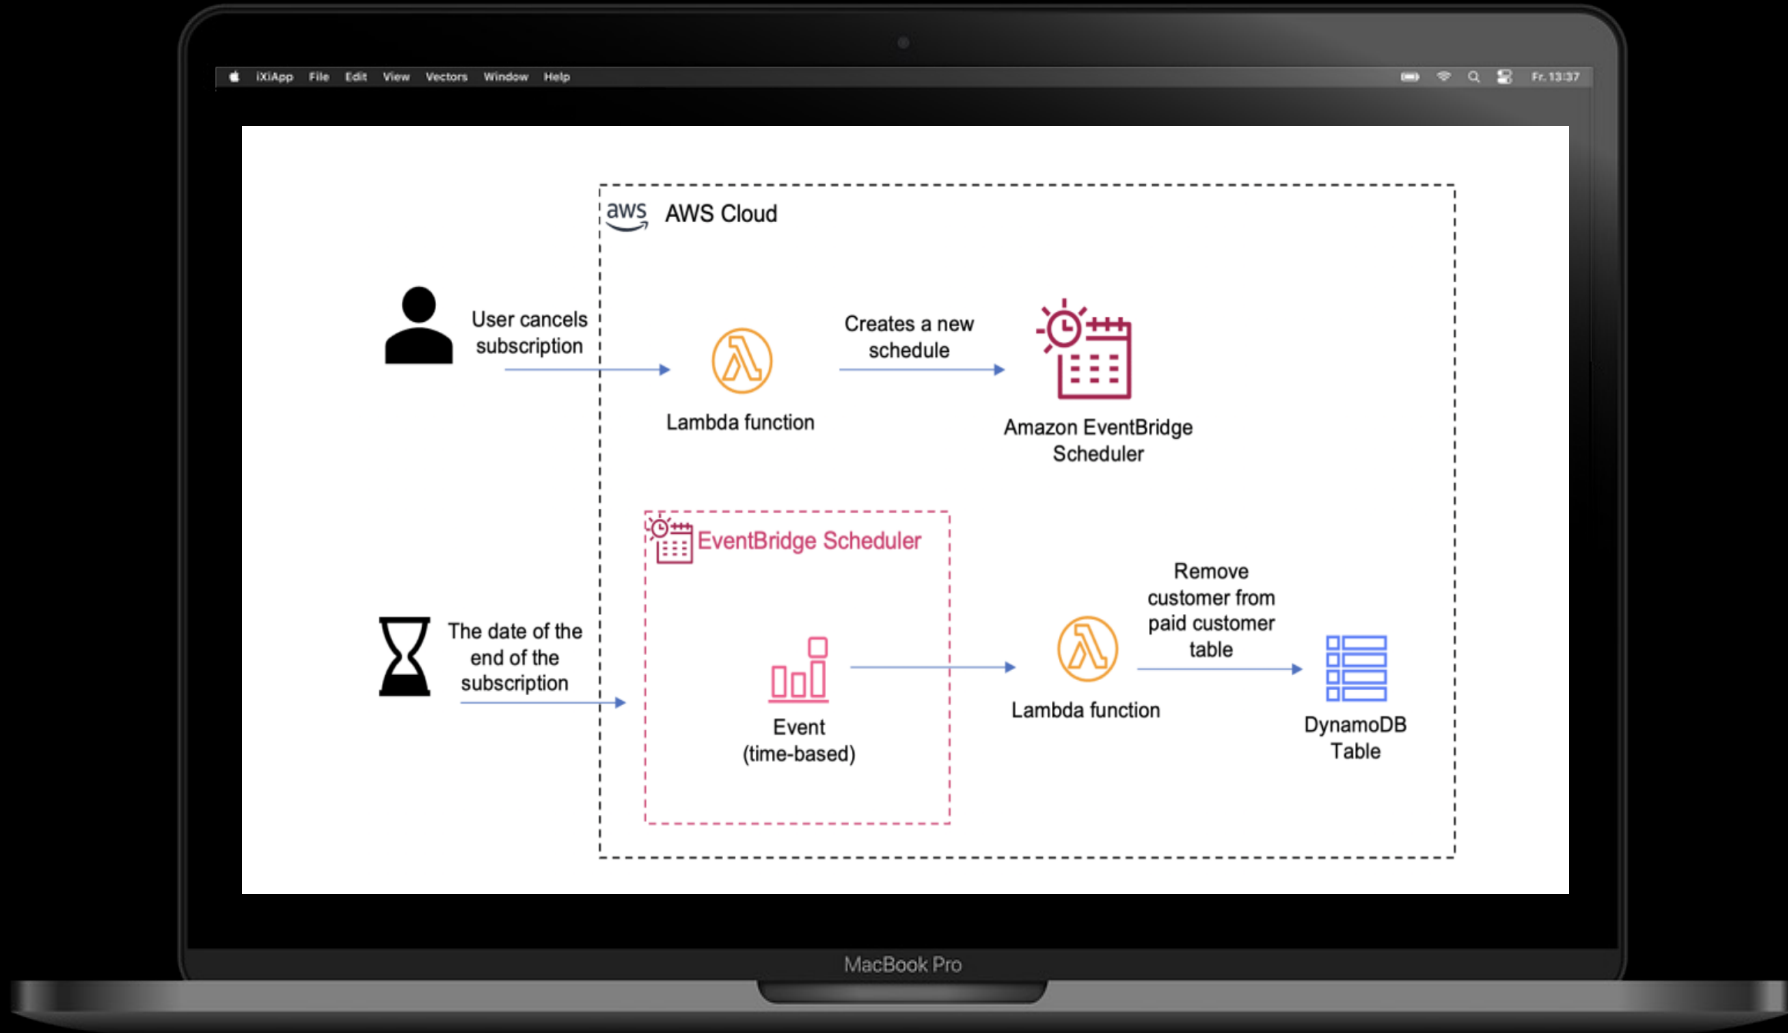 iXiApp File Edit View Vectors Window Help Fr. 13:37
aws AWS Cloud
User cancels
subscription
Creates a new
schedule
Lambda function
Amazon EventBridge
Scheduler
EventBridge Scheduler
The date of the
end of the
subscription
Event
(time-based)
Lambda function
Remove
customer from
paid customer
table
DynamoDB
Table
MacBook Pro